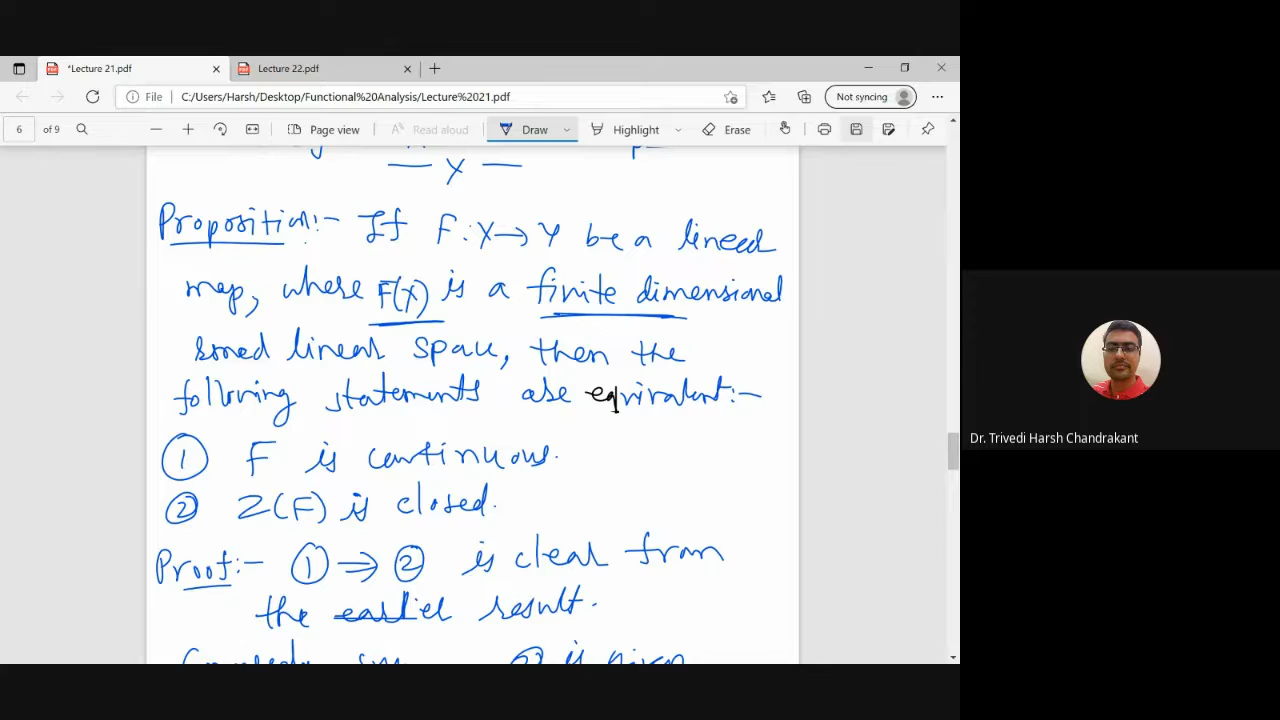 *Lecture 21.pdf
Lecture 22.pdf
File C:/Users/Harsh/Desktop/Functional%20Analysis/Lecture%2021.pdf Not syncing
6 of 9 Page view Read aloud Draw Highlight Erase
Y
Proposition:- If F:X→Y be a linear
map, where F(X) is a finite dimensional
normed linear space, then the
following statements are equivalent:-
① F is continuous.
② Z(F) is closed.
Proof:- ① ⇒ ② is clear from
the earlier result.
② is given
Dr. Trivedi Harsh Chandrakant